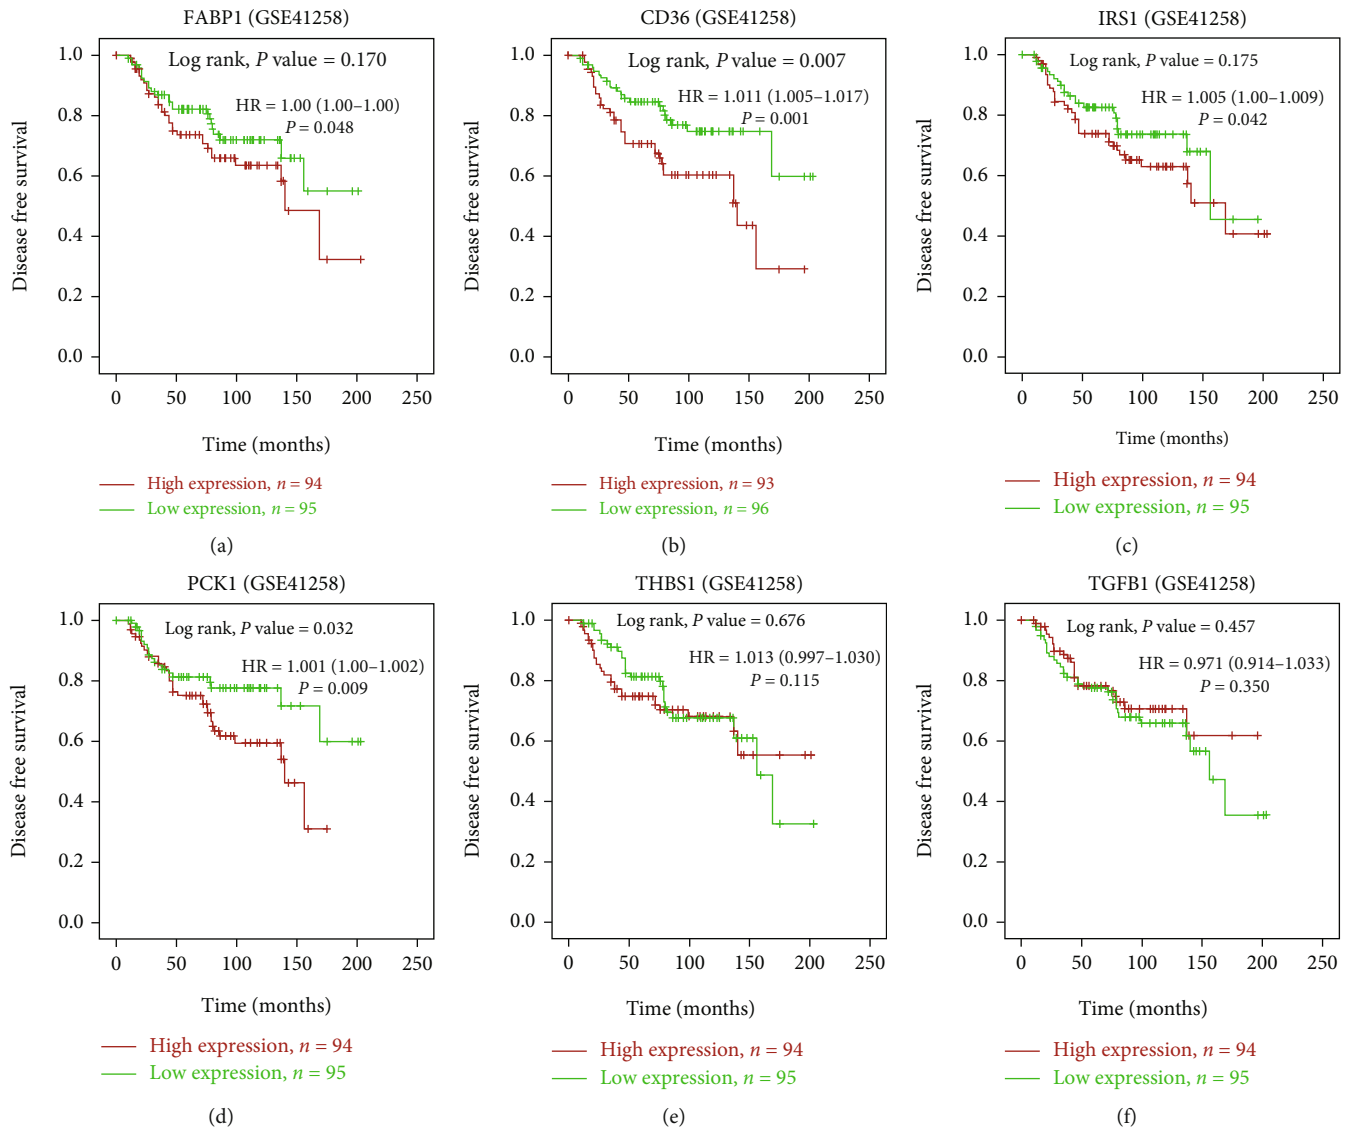 FABP1 (GSE41258)
Disease free survival
1.0
0.8
0.6
0.4
0.2
0.0
Log rank, P value = 0.170
HR = 1.00 (1.00–1.00)
P = 0.048
0 50 100 150 200 250
Time (months)
High expression, n = 94
Low expression, n = 95
(a)
CD36 (GSE41258)
Disease free survival
1.0
0.8
0.6
0.4
0.2
0.0
Log rank, P value = 0.007
HR = 1.011 (1.005–1.017)
P = 0.001
0 50 100 150 200 250
Time (months)
High expression, n = 93
Low expression, n = 96
(b)
IRS1 (GSE41258)
Disease free survival
1.0
0.8
0.6
0.4
0.2
0.0
Log rank, P value = 0.175
HR = 1.005 (1.00–1.009)
P = 0.042
0 50 100 150 200 250
Time (months)
High expression, n = 94
Low expression, n = 95
(c)
PCK1 (GSE41258)
Disease free survival
1.0
0.8
0.6
0.4
0.2
0.0
Log rank, P value = 0.032
HR = 1.001 (1.00–1.002)
P = 0.009
0 50 100 150 200 250
Time (months)
High expression, n = 94
Low expression, n = 95
(d)
THBS1 (GSE41258)
Disease free survival
1.0
0.8
0.6
0.4
0.2
0.0
Log rank, P value = 0.676
HR = 1.013 (0.997–1.030)
P = 0.115
0 50 100 150 200 250
Time (months)
High expression, n = 94
Low expression, n = 95
(e)
TGFB1 (GSE41258)
Disease free survival
1.0
0.8
0.6
0.4
0.2
0.0
Log rank, P value = 0.457
HR = 0.971 (0.914–1.033)
P = 0.350
0 50 100 150 200 250
Time (months)
High expression, n = 94
Low expression, n = 95
(f)